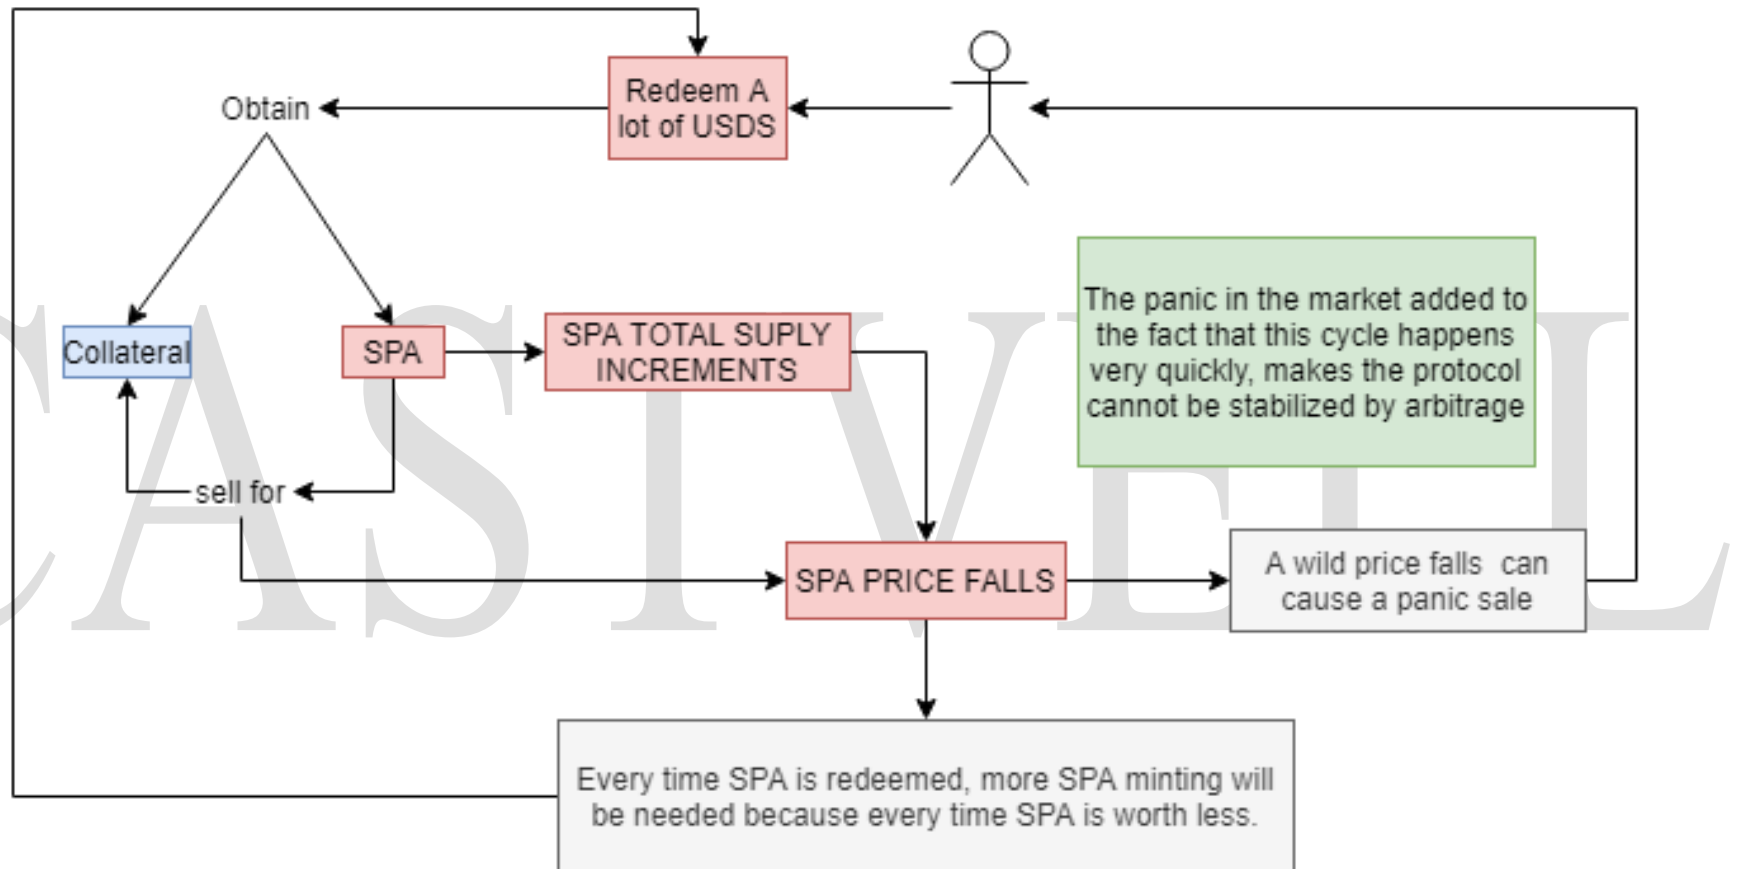 Redeem A
lot of USDS
Obtain
The panic in the market added to
the fact that this cycle happens
very quickly, makes the protocol
cannot be stabilized by arbitrage
Collateral
SPA
SPA TOTAL SUPLY
INCREMENTS
sell for
SPA PRICE FALLS
A wild price falls can
cause a panic sale
Every time SPA is redeemed, more SPA minting will
be needed because every time SPA is worth less.